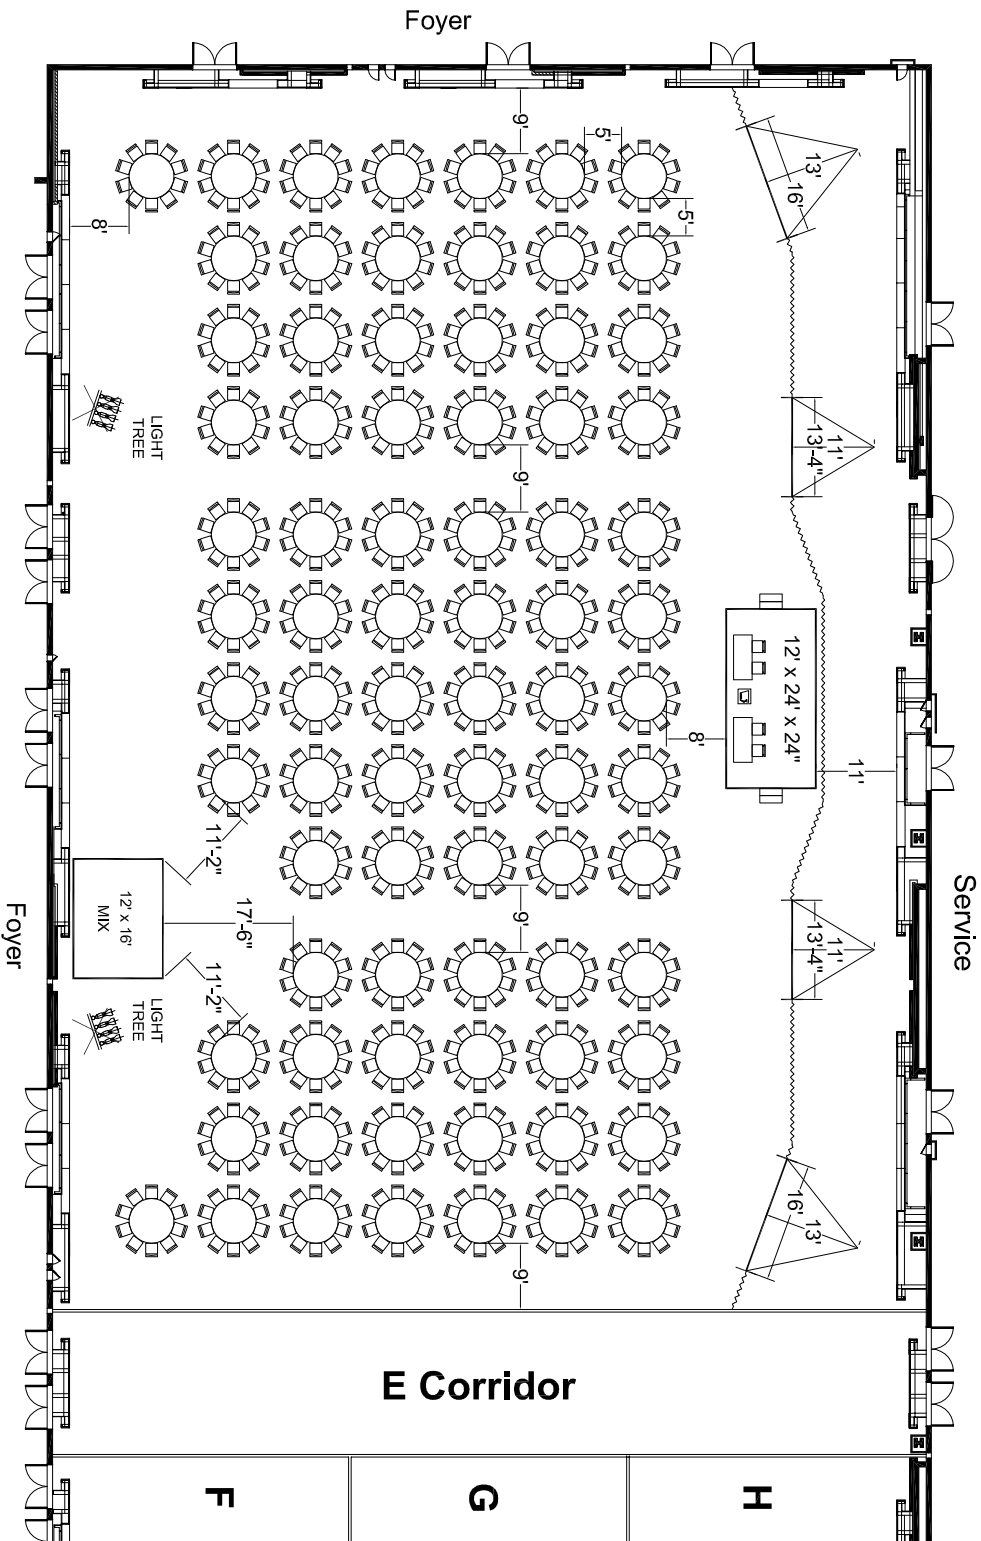 Foyer
9'
5'
13'
16'
5'
8'
LIGHT
TREE
11'
13'-4"
9'
12' x 24' x 24"
8'
11'
H
H
11'-2"
12' x 16'
MIX
17'-6"
9'
11'
13'-4"
Service
Foyer
11'-2"
LIGHT
TREE
16'
13'
9'
H
E Corridor
H
F
G
H